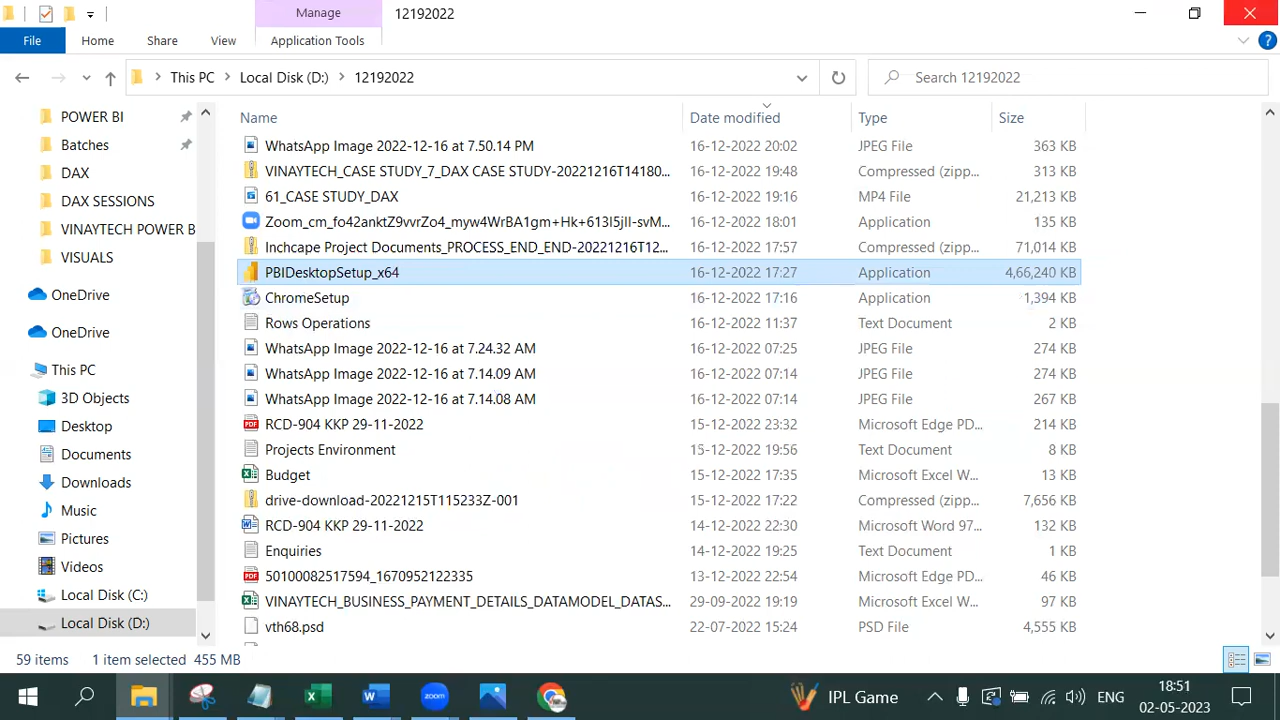 Manage
12192022
File
Home
Share
View
Application Tools
This PC
Local Disk (D:)
12192022
Search 12192022
POWER BI
Batches
DAX
DAX SESSIONS
VINAYTECH POWER B
VISUALS
OneDrive
OneDrive
This PC
3D Objects
Desktop
Documents
Downloads
Music
Pictures
Videos
Local Disk (C:)
Local Disk (D:)
Name Date modified Type Size
WhatsApp Image 2022-12-16 at 7.50.14 PM 16-12-2022 20:02 JPEG File 363 KB
VINAYTECH_CASE STUDY_7_DAX CASE STUDY-20221216T14180... 16-12-2022 19:48 Compressed (zipp... 313 KB
61_CASE STUDY_DAX 16-12-2022 19:16 MP4 File 21,213 KB
Zoom_cm_fo42anktZ9vvrZo4_myw4WrBA1gm+Hk+613I5jIl-svM... 16-12-2022 18:01 Application 135 KB
Inchcape Project Documents_PROCESS_END_END-20221216T12... 16-12-2022 17:57 Compressed (zipp... 71,014 KB
PBIDesktopSetup_x64 16-12-2022 17:27 Application 4,66,240 KB
ChromeSetup 16-12-2022 17:16 Application 1,394 KB
Rows Operations 16-12-2022 11:37 Text Document 2 KB
WhatsApp Image 2022-12-16 at 7.24.32 AM 16-12-2022 07:25 JPEG File 274 KB
WhatsApp Image 2022-12-16 at 7.14.09 AM 16-12-2022 07:14 JPEG File 274 KB
WhatsApp Image 2022-12-16 at 7.14.08 AM 16-12-2022 07:14 JPEG File 267 KB
RCD-904 KKP 29-11-2022 15-12-2022 23:32 Microsoft Edge PD... 214 KB
Projects Environment 15-12-2022 19:56 Text Document 8 KB
Budget 15-12-2022 17:35 Microsoft Excel W... 13 KB
drive-download-20221215T115233Z-001 15-12-2022 17:22 Compressed (zipp... 7,656 KB
RCD-904 KKP 29-11-2022 14-12-2022 22:30 Microsoft Word 97... 132 KB
Enquiries 14-12-2022 19:25 Text Document 1 KB
50100082517594_1670952122335 13-12-2022 22:54 Microsoft Edge PD... 46 KB
VINAYTECH_BUSINESS_PAYMENT_DETAILS_DATAMODEL_DATAS... 29-09-2022 19:19 Microsoft Excel W... 97 KB
vth68.psd 22-07-2022 15:24 PSD File 4,555 KB
59 items 1 item selected 455 MB
zoom
IPL Game
ENG
18:51
02-05-2023